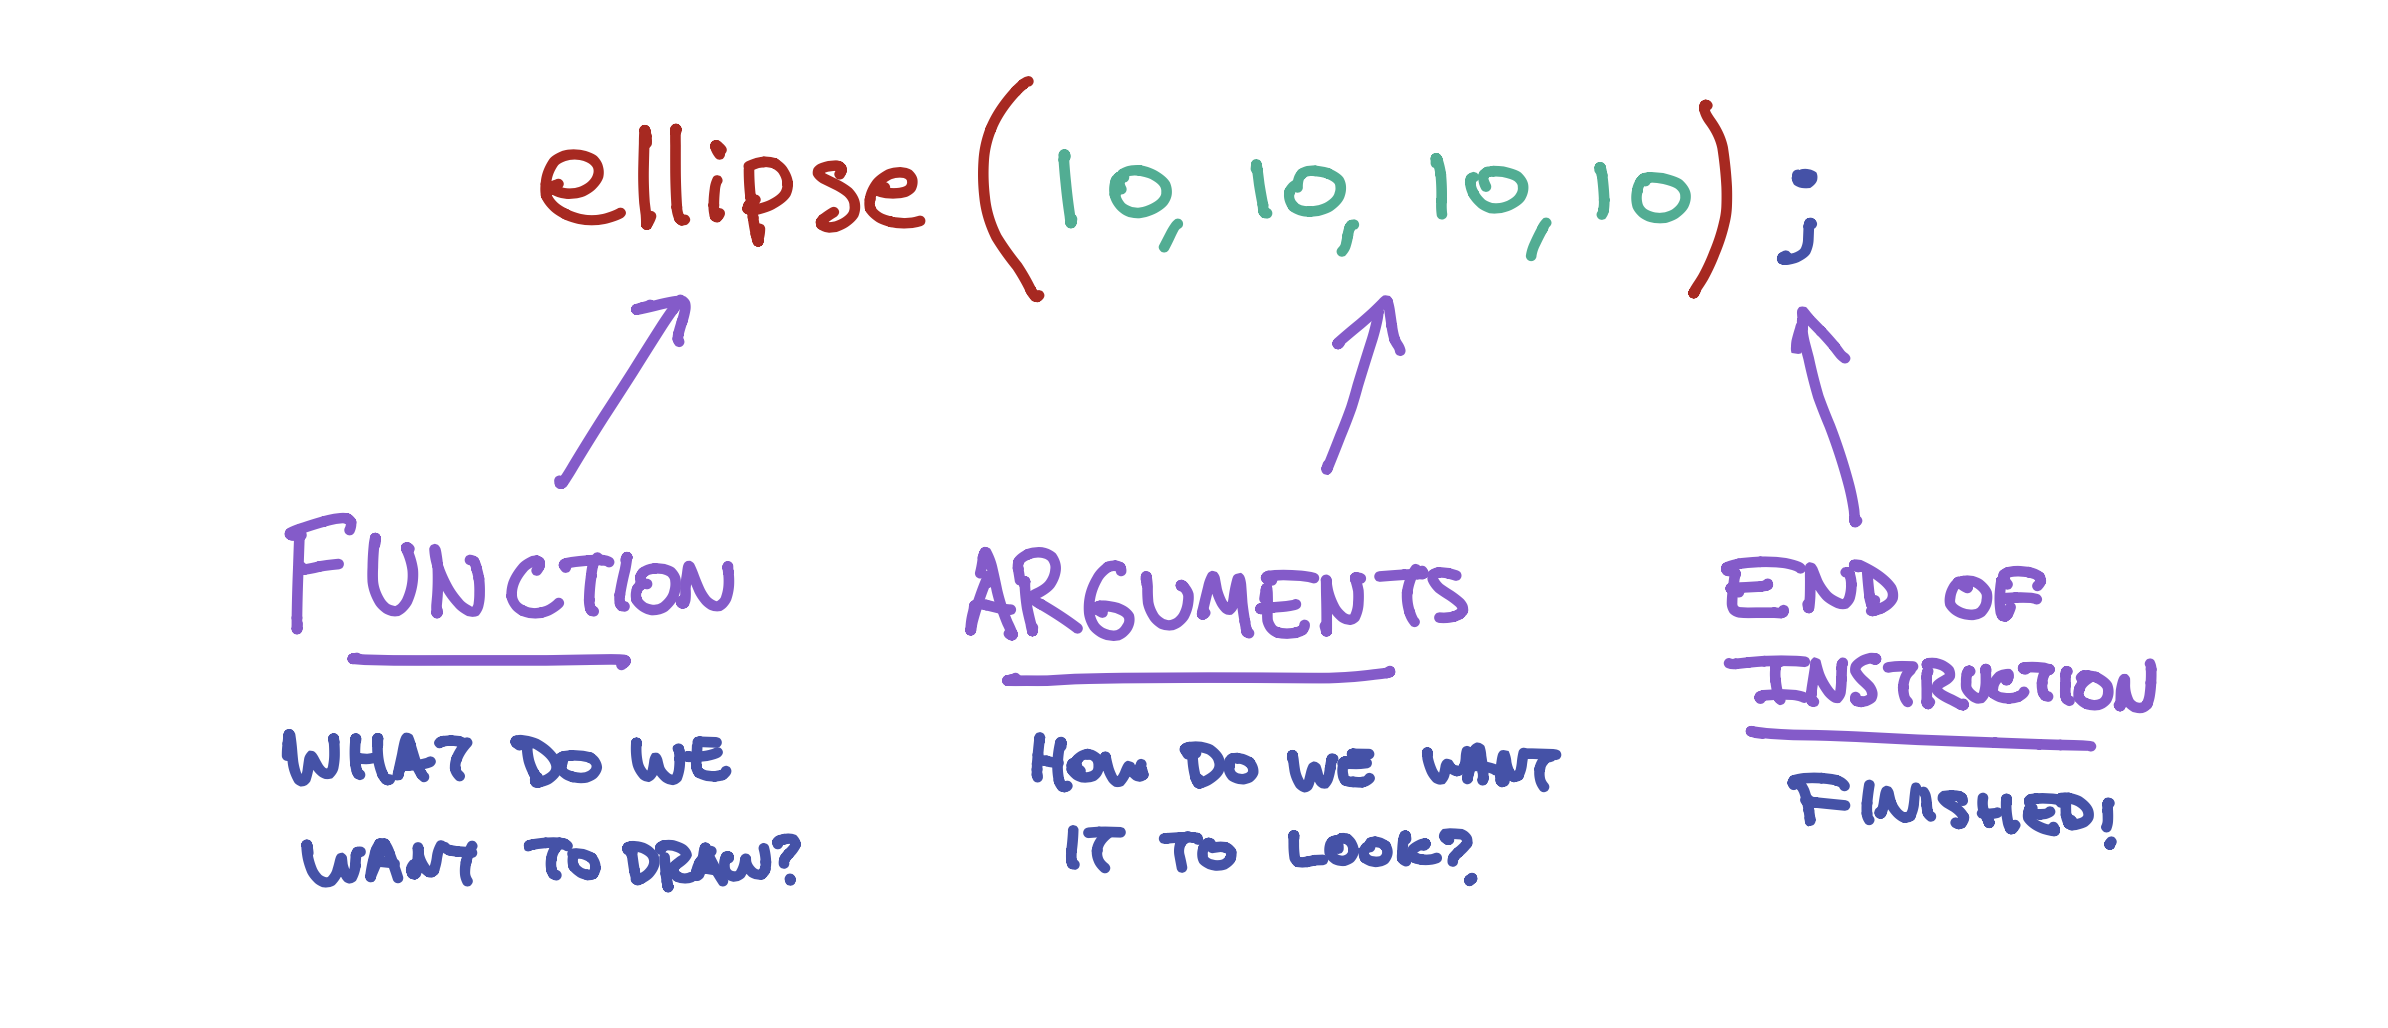 ellipse (10, 10, 10, 10) ;
FUNCTION
WHAT DO WE
WANT TO DRAW?
ARGUMENTS
HOW DO WE WANT
IT TO LOOK?
END OF
INSTRUCTION
FINISHED!